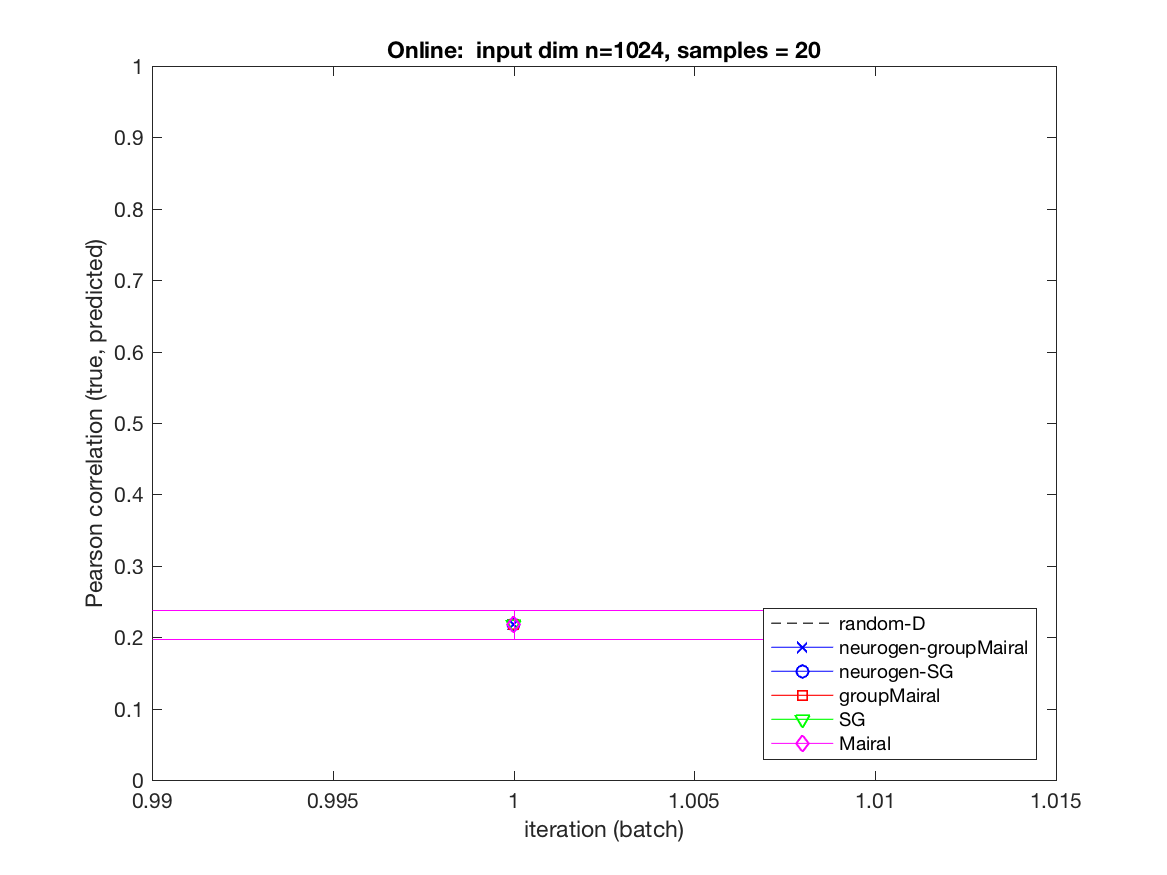 Online:  input dim n=1024, samples = 20
1
0.9
0.8
0.7
0.6
0.5
0.4
0.3
0.2
0.1
0
Pearson correlation (true, predicted)
random-D
neurogen-groupMairal
neurogen-SG
groupMairal
SG
Mairal
0.99 0.995 1 1.005 1.01 1.015
iteration (batch)